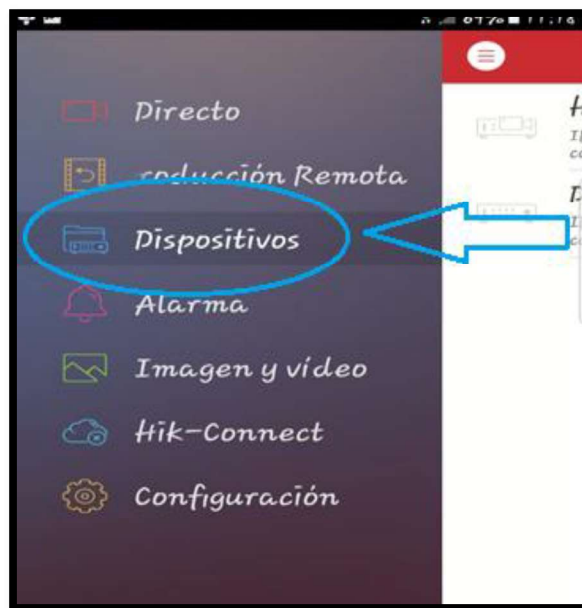 Directo
roducción Remota
Dispositivos
Alarma
Imagen y vídeo
Hik-Connect
Configuración